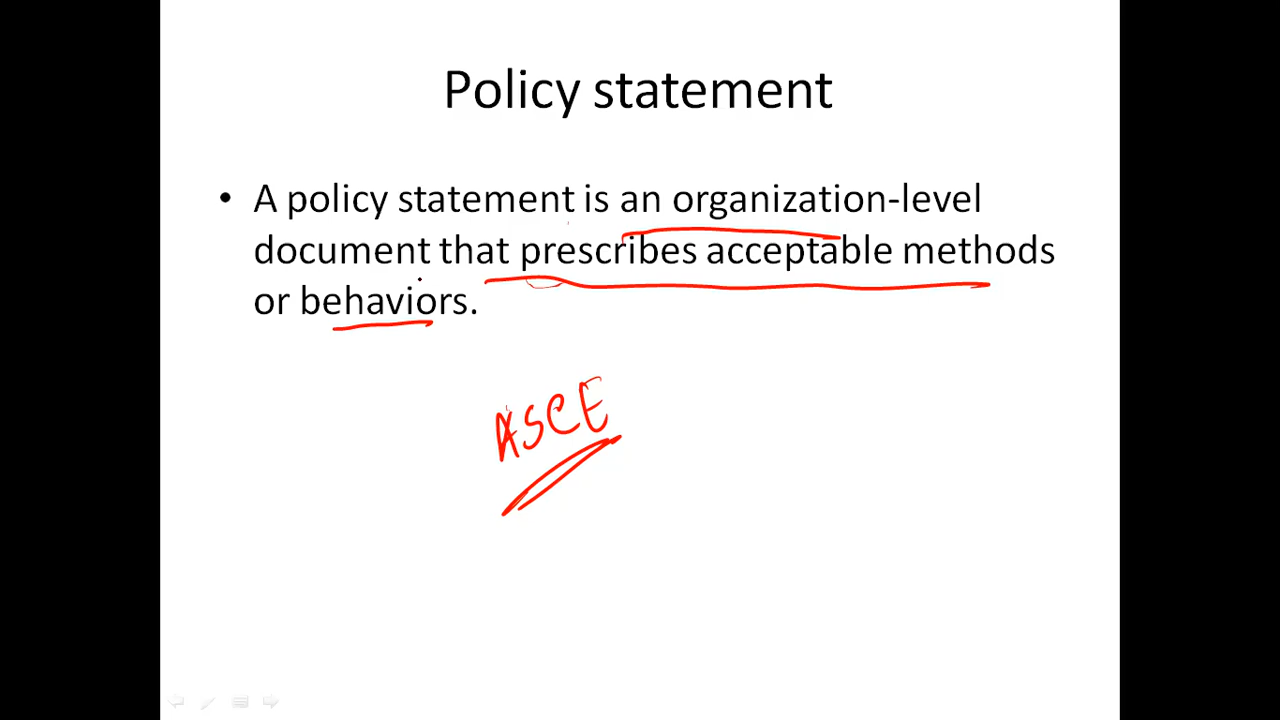 Policy statement
• A policy statement is an organization-level
document that prescribes acceptable methods
or behaviors.
ASCE